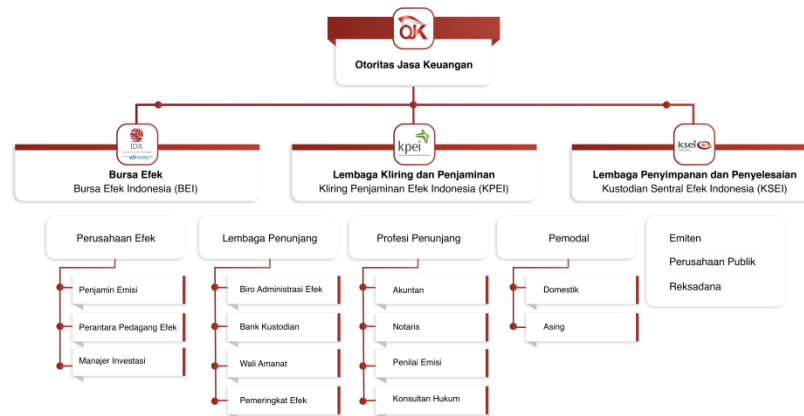 OJK
Otoritas Jasa Keuangan
IDX
kpei
ksei
Bursa Efek
Bursa Efek Indonesia (BEI)
Lembaga Kliring dan Penjaminan
Kliring Penjaminan Efek Indonesia (KPEI)
Lembaga Penyimpanan dan Penyelesaian
Kustodian Sentral Efek Indonesia (KSEI)
Perusahaan Efek
Penjamin Emisi
Perantara Pedagang Efek
Manajer Investasi
Lembaga Penunjang
Biro Administrasi Efek
Bank Kustodian
Wali Amanat
Pemeringkat Efek
Profesi Penunjang
Akuntan
Notaris
Penilai Emisi
Konsultan Hukum
Pemodal
Domestik
Asing
Emiten
Perusahaan Publik
Reksadana